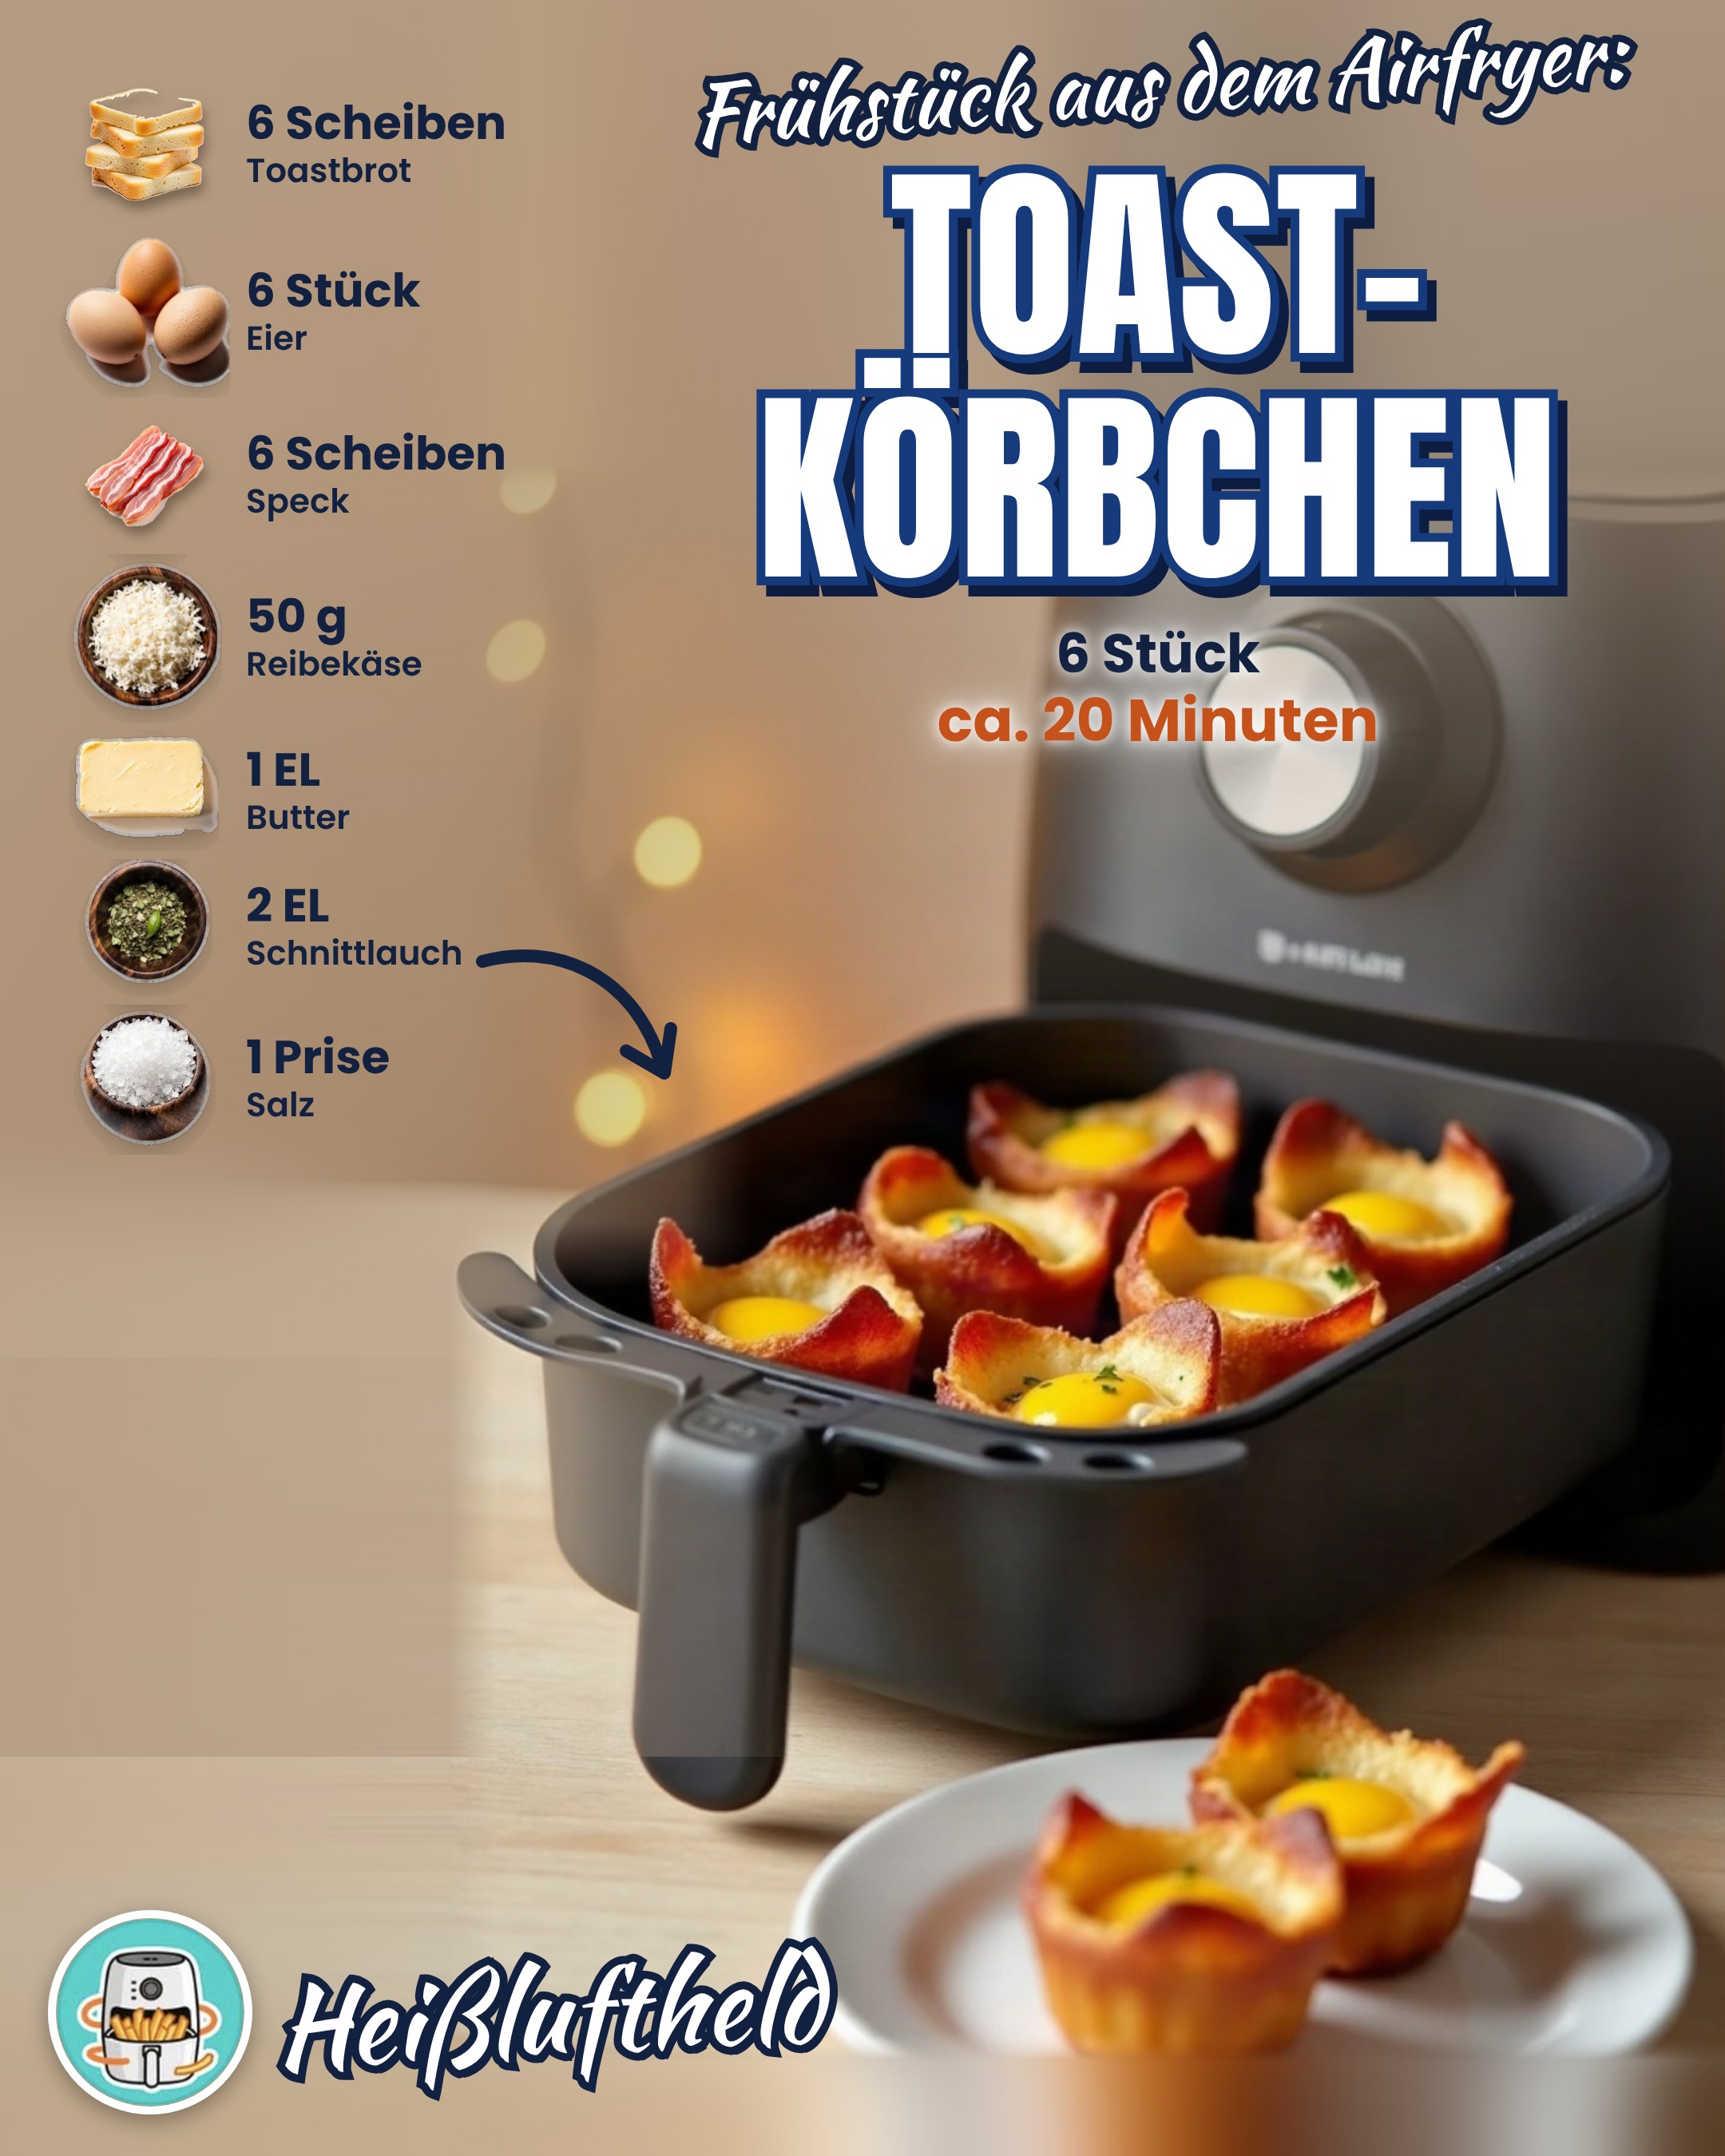 Frühstück aus dem Airfryer:
TOAST-
KÖRBCHEN
6 Stück
ca. 20 Minuten
6 Scheiben
Toastbrot
6 Stück
Eier
6 Scheiben
Speck
50 g
Reibekäse
1 EL
Butter
2 EL
Schnittlauch
1 Prise
Salz
Heißluftheld